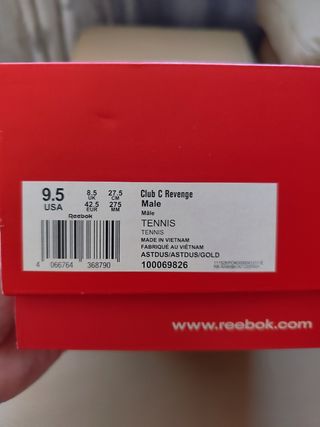 9.5 8.5 27.5 Club C Revenge
USA UK CM Male
42.5 275 Mâle
EUR MM TENNIS
Reebok TENNIS
MADE IN VIETNAM
FABRIQUÉ AU VIÊTNAM
ASTDUS/ASTDUS/GOLD
4 066764 368790 100069826
www.reebok.com